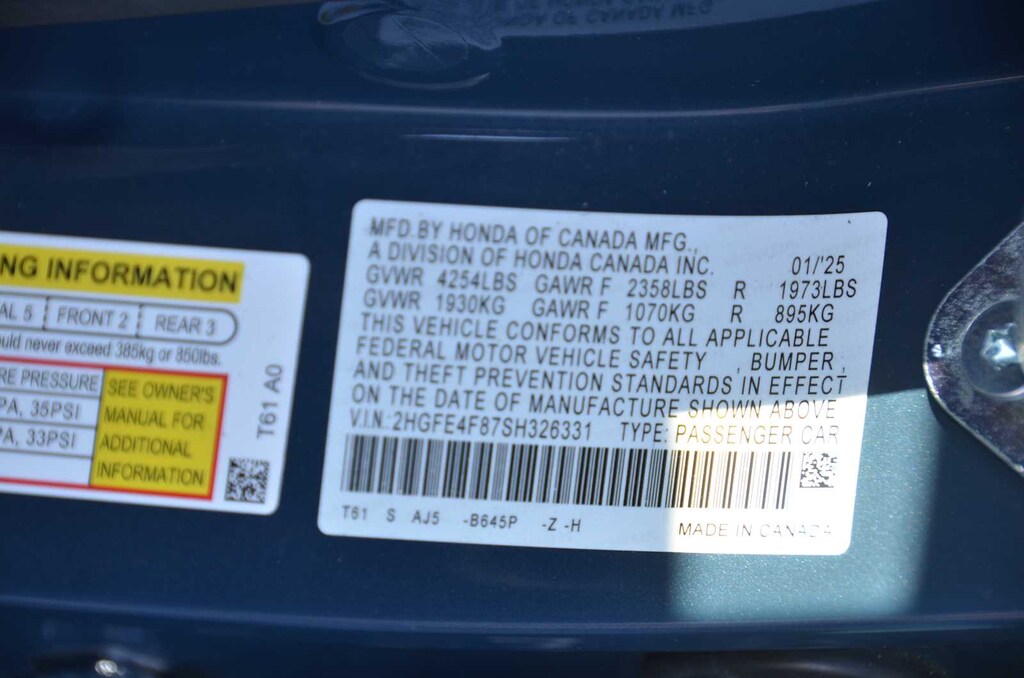 NG INFORMATION
AL 5 FRONT 2 REAR 3
uld never exceed 385kg or 850lbs.
RE PRESSURE
PA, 35PSI
PA, 33PSI
SEE OWNER'S
MANUAL FOR
ADDITIONAL
INFORMATION
T61 A0
MFD.BY HONDA OF CANADA MFG.,
A DIVISION OF HONDA CANADA INC. 01/'25
GVWR 4254LBS GAWR F 2358LBS R 1973LBS
GVWR 1930KG GAWR F 1070KG R 895KG
THIS VEHICLE CONFORMS TO ALL APPLICABLE
FEDERAL MOTOR VEHICLE SAFETY , BUMPER ,
AND THEFT PREVENTION STANDARDS IN EFFECT
ON THE DATE OF MANUFACTURE SHOWN ABOVE
V.I.N.:2HGFE4F87SH326331 TYPE: PASSENGER CAR
T61 S AJ5 -B645P -Z -H
MADE IN CANADA